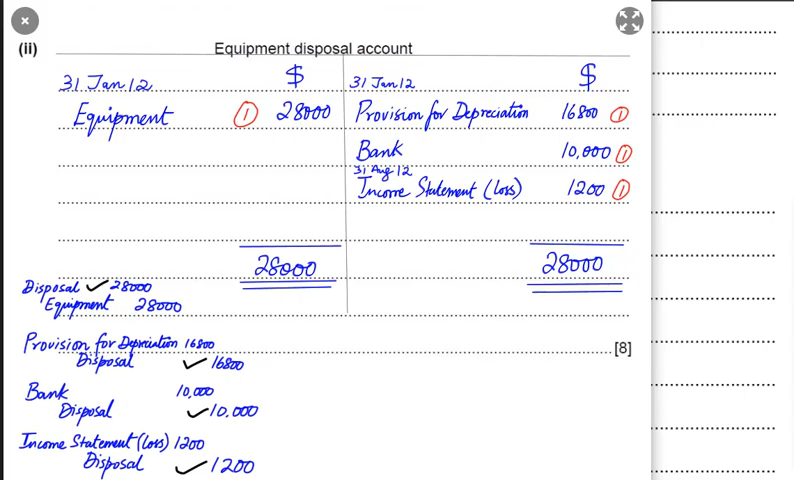 (ii) Equipment disposal account
31 Jan 12 $ 31 Jan 12 $
Equipment 1 28000 Provision for Depreciation 16800 1
Bank 10,000 1
31 Aug 12
Income Statement (Loss) 1200 1
28000 28000
Disposal ✓ 28000
Equipment 28000
Provision for Depreciation 16800
Disposal ✓ 16800
[8]
Bank 10,000
Disposal ✓ 10,000
Income Statement (Loss) 1200
Disposal ✓ 1200